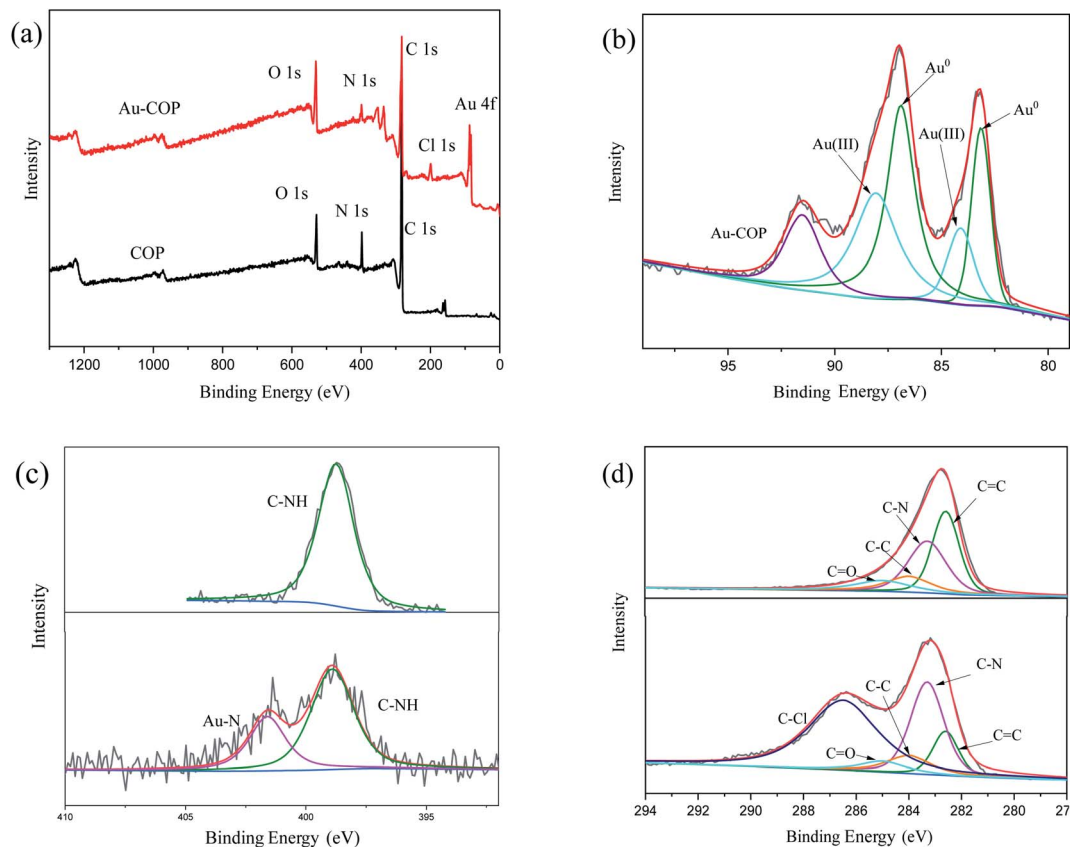 (a)
C 1s
O 1s
N 1s
Au 4f
Au-COP
Cl 1s
O 1s
N 1s
C 1s
COP
Intensity
1200 1000 800 600 400 200 0
Binding Energy (eV)
(b)
Au⁰
Au⁰
Au(III)
Au(III)
Au-COP
Intensity
95 90 85 80
Binding Energy (eV)
(c)
C-NH
Au-N
C-NH
Intensity
410 405 400 395
Binding Energy (eV)
(d)
C=C
C-N
C-C
C=O
C-N
C-C
C-Cl
C=C
C=O
Intensity
294 292 290 288 286 284 282 280 27
Binding Energy (eV)